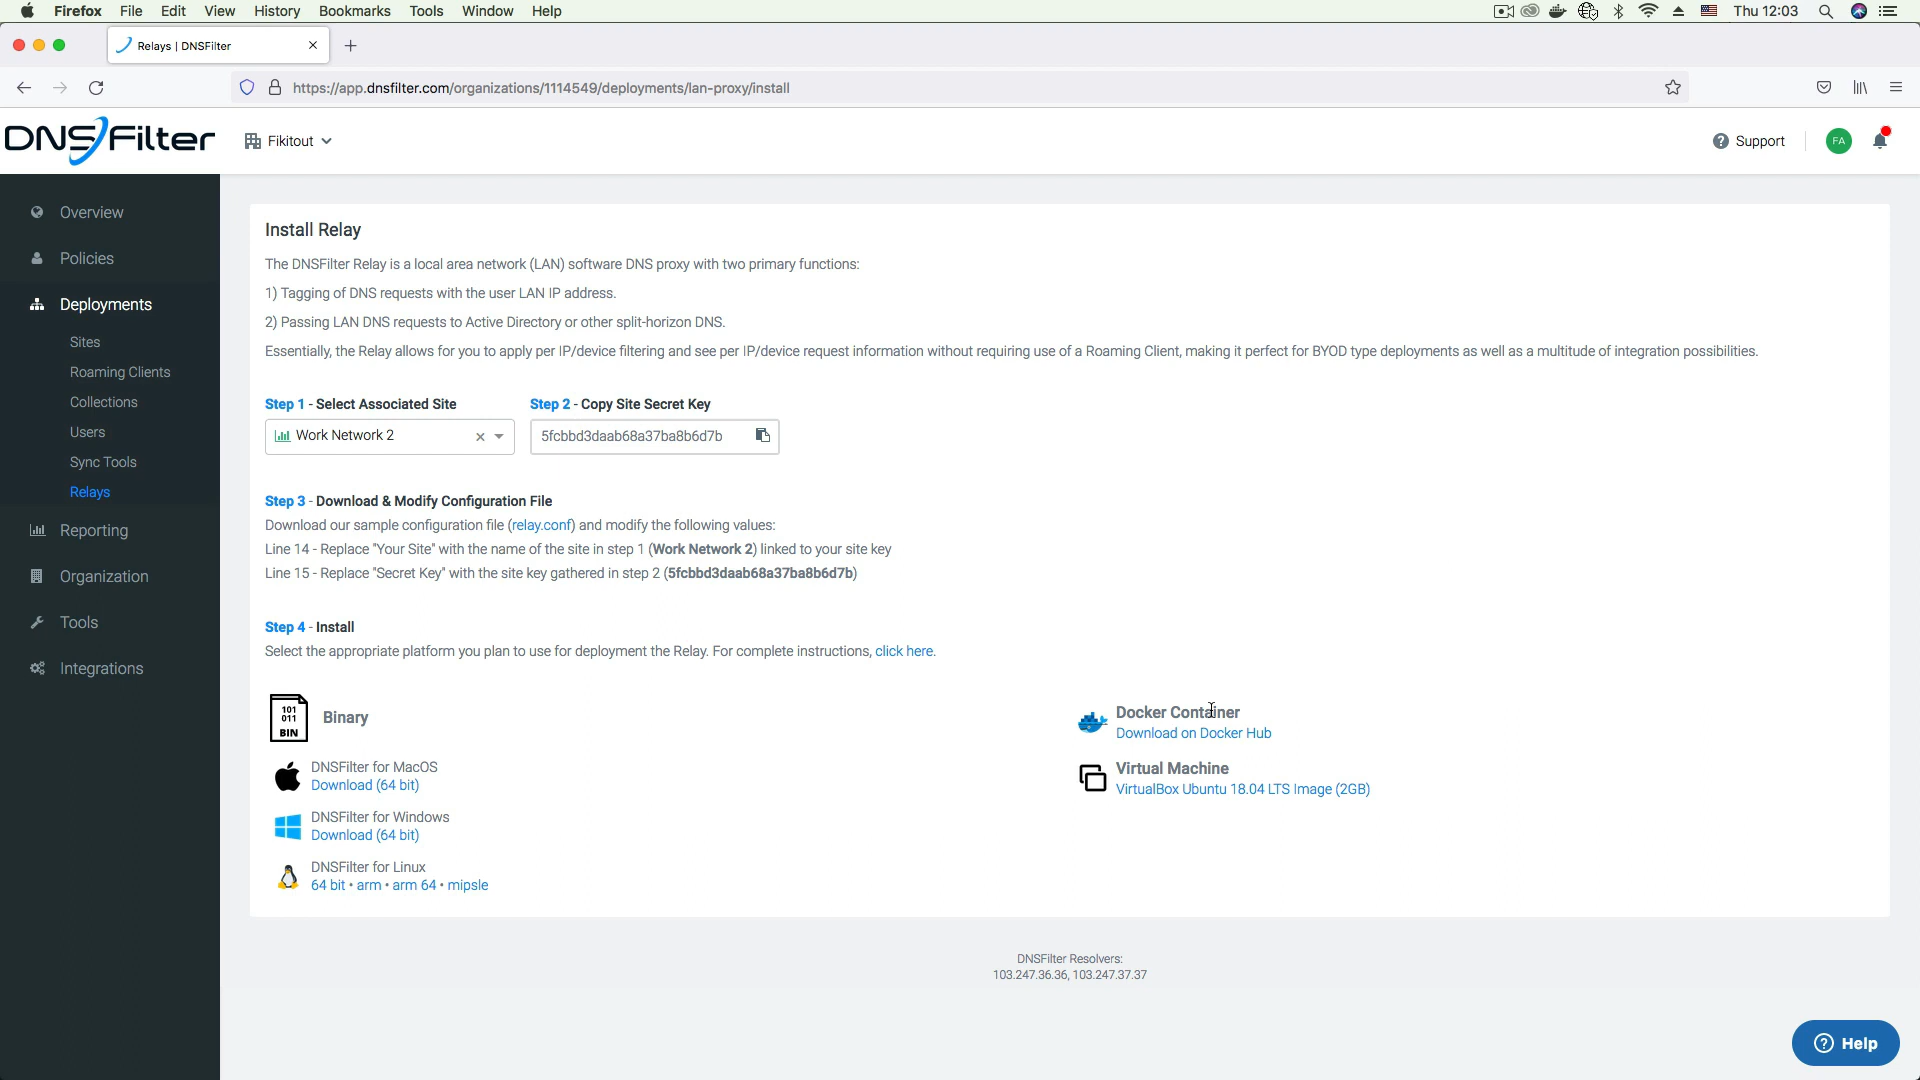 Firefox File Edit View History Bookmarks Tools Window Help Thu 12:03
Relays | DNSFilter
https://app.dnsfilter.com/organizations/1114549/deployments/lan-proxy/install
DNSFilter Fikitout Support FA
Overview
Policies
Deployments
Sites
Roaming Clients
Collections
Users
Sync Tools
Relays
Reporting
Organization
Tools
Integrations
Install Relay
The DNSFilter Relay is a local area network (LAN) software DNS proxy with two primary functions:
1) Tagging of DNS requests with the user LAN IP address.
2) Passing LAN DNS requests to Active Directory or other split-horizon DNS.
Essentially, the Relay allows for you to apply per IP/device filtering and see per IP/device request information without requiring use of a Roaming Client, making it perfect for BYOD type deployments as well as a multitude of integration possibilities.
Step 1 - Select Associated Site
Work Network 2
Step 2 - Copy Site Secret Key
5fcbbd3daab68a37ba8b6d7b
Step 3 - Download & Modify Configuration File
Download our sample configuration file (relay.conf) and modify the following values:
Line 14 - Replace "Your Site" with the name of the site in step 1 (Work Network 2) linked to your site key
Line 15 - Replace "Secret Key" with the site key gathered in step 2 (5fcbbd3daab68a37ba8b6d7b)
Step 4 - Install
Select the appropriate platform you plan to use for deployment the Relay. For complete instructions, click here.
101
011
BIN
Binary
DNSFilter for MacOS
Download (64 bit)
DNSFilter for Windows
Download (64 bit)
DNSFilter for Linux
64 bit • arm • arm 64 • mipsle
Docker Container
Download on Docker Hub
Virtual Machine
VirtualBox Ubuntu 18.04 LTS Image (2GB)
DNSFilter Resolvers:
103.247.36.36, 103.247.37.37
Help